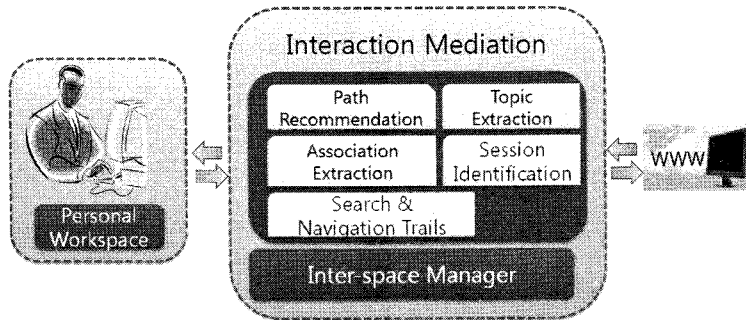 Interaction Mediation
Path
Recommendation
Topic
Extraction
Association
Extraction
Session
Identification
Search &
Navigation Trails
Inter-space Manager
Personal
Workspace
WWW